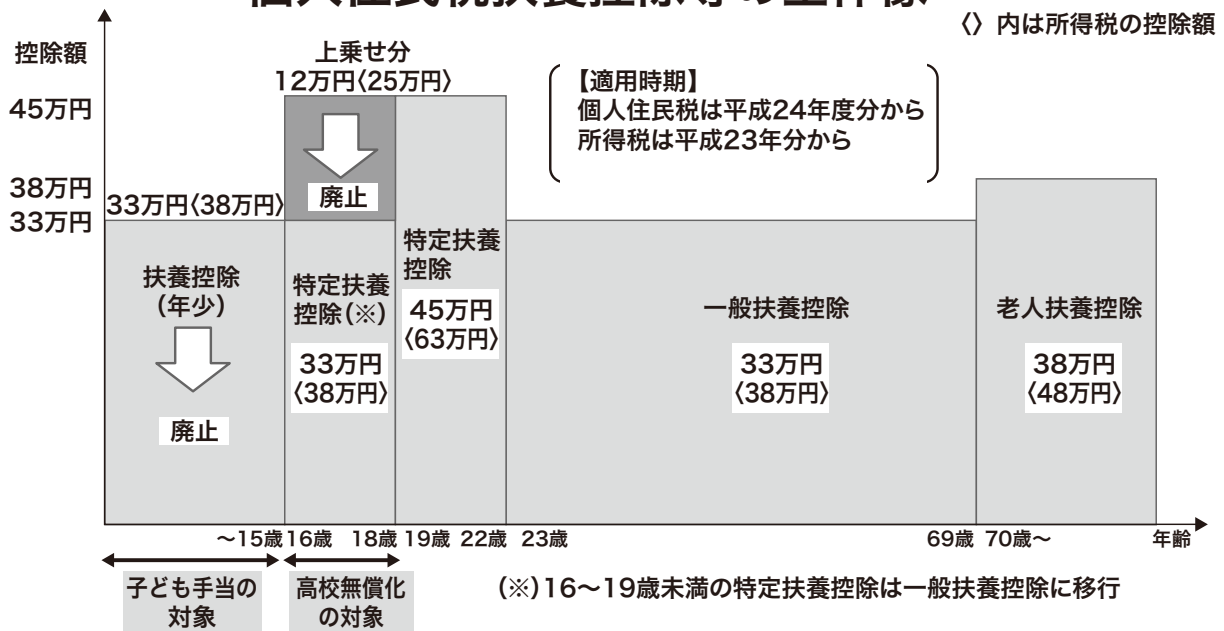 〈〉内は所得税の控除額
控除額
上乗せ分
12万円〈25万円〉
【適用時期】
個人住民税は平成24年度分から
所得税は平成23年分から
45万円
38万円
33万円
33万円〈38万円〉
廃止
扶養控除
(年少)
廃止
特定扶養
控除(※)
33万円
〈38万円〉
特定扶養
控除
45万円
〈63万円〉
一般扶養控除
33万円
〈38万円〉
老人扶養控除
38万円
〈48万円〉
～15歳 16歳 18歳 19歳 22歳 23歳 69歳 70歳～ 年齢
子ども手当の
対象
高校無償化
の対象
(※)16～19歳未満の特定扶養控除は一般扶養控除に移行